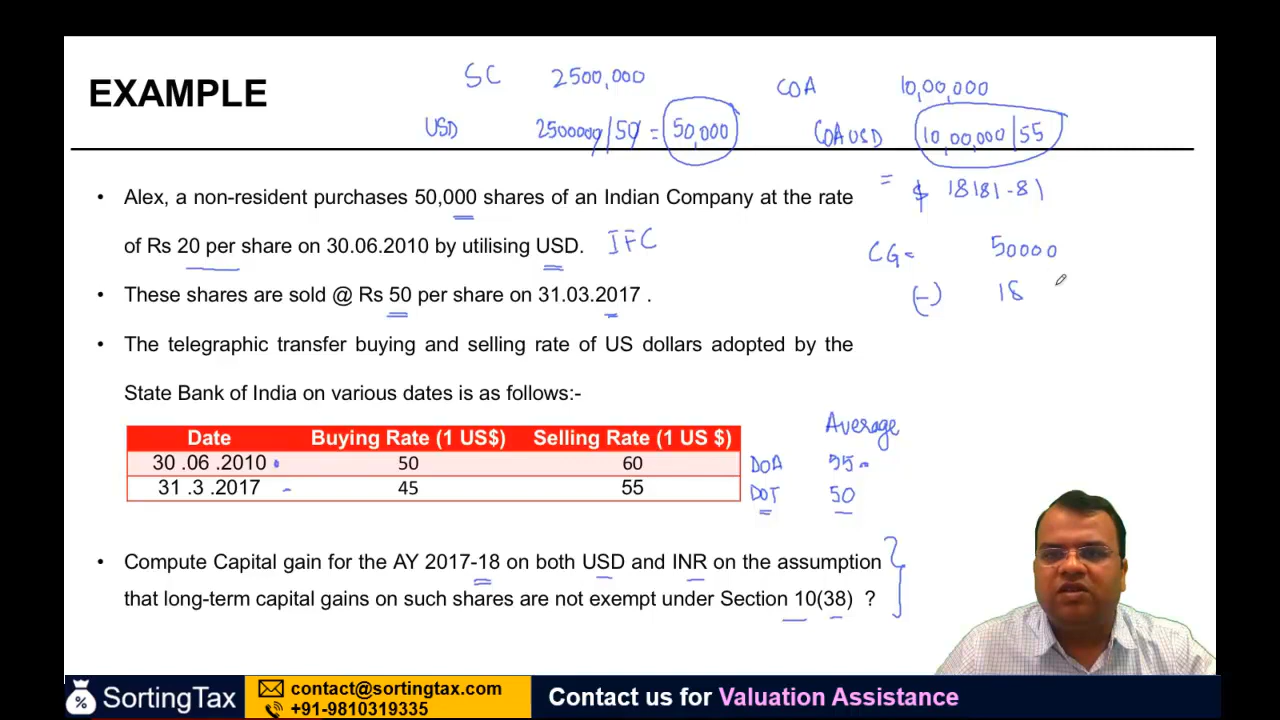 SC 2500,000 COA 10,00,000
EXAMPLE
USD 2500000/50 = 50,000 COA USD 10,00,000/55
= $ 18181-81
• Alex, a non-resident purchases 50,000 shares of an Indian Company at the rate
of Rs 20 per share on 30.06.2010 by utilising USD. IFC
CG= 50000
(-) 18
• These shares are sold @ Rs 50 per share on 31.03.2017 .
• The telegraphic transfer buying and selling rate of US dollars adopted by the
State Bank of India on various dates is as follows:-
Average
Date Buying Rate (1 US$) Selling Rate (1 US $)
30 .06 .2010 50 60 DOA 55
31 .3 .2017 45 55 DOT 50
• Compute Capital gain for the AY 2017-18 on both USD and INR on the assumption
that long-term capital gains on such shares are not exempt under Section 10(38) ?
SortingTax
contact@sortingtax.com
+91-9810319335
Contact us for Valuation Assistance